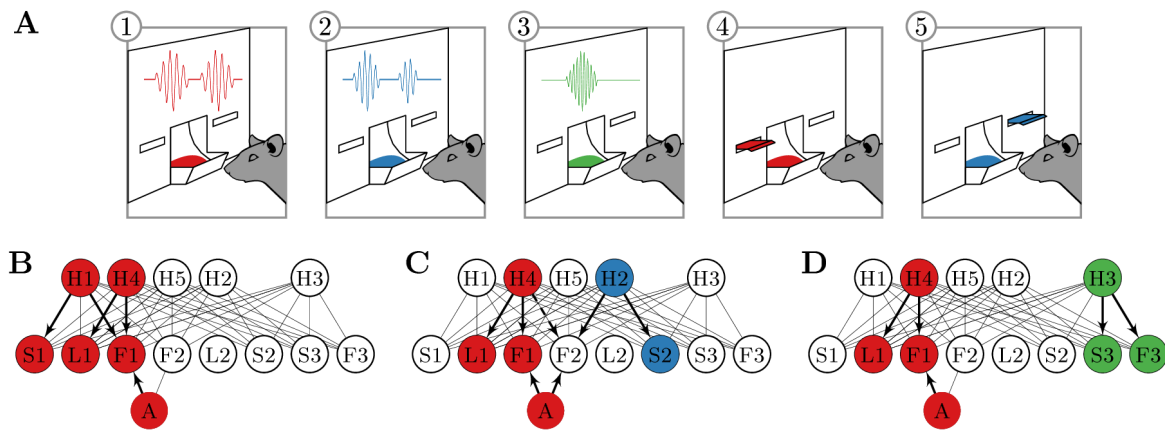 A
1 2 3 4 5
B C D
H1 H4 H5 H2 H3
S1 L1 F1 F2 L2 S2 S3 F3
A
H1 H4 H5 H2 H3
S1 L1 F1 F2 L2 S2 S3 F3
A
H1 H4 H5 H2 H3
S1 L1 F1 F2 L2 S2 S3 F3
A